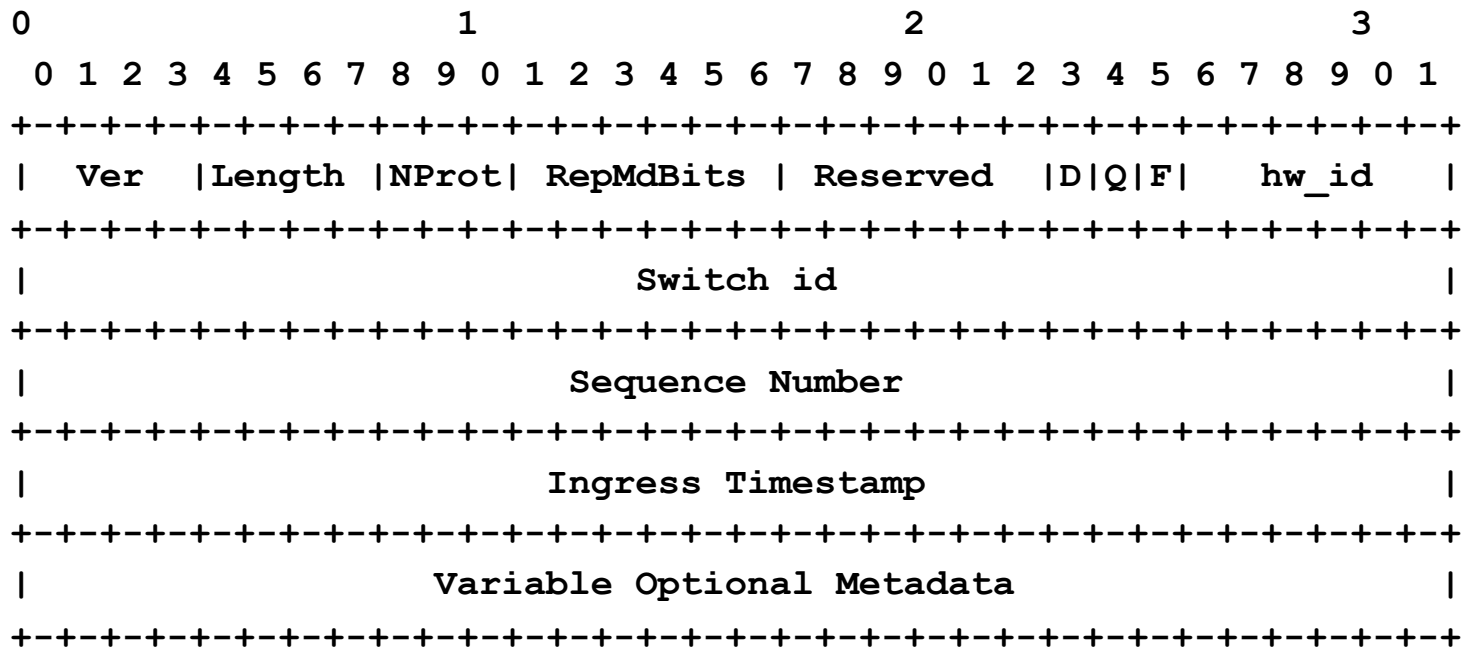 0                   1                   2                   3
 0 1 2 3 4 5 6 7 8 9 0 1 2 3 4 5 6 7 8 9 0 1 2 3 4 5 6 7 8 9 0 1
+-+-+-+-+-+-+-+-+-+-+-+-+-+-+-+-+-+-+-+-+-+-+-+-+-+-+-+-+-+-+-+-+
|  Ver  |Length |NProt| RepMdBits | Reserved  |D|Q|F|   hw_id   |
+-+-+-+-+-+-+-+-+-+-+-+-+-+-+-+-+-+-+-+-+-+-+-+-+-+-+-+-+-+-+-+-+
|                           Switch id                           |
+-+-+-+-+-+-+-+-+-+-+-+-+-+-+-+-+-+-+-+-+-+-+-+-+-+-+-+-+-+-+-+-+
|                        Sequence Number                        |
+-+-+-+-+-+-+-+-+-+-+-+-+-+-+-+-+-+-+-+-+-+-+-+-+-+-+-+-+-+-+-+-+
|                       Ingress Timestamp                       |
+-+-+-+-+-+-+-+-+-+-+-+-+-+-+-+-+-+-+-+-+-+-+-+-+-+-+-+-+-+-+-+-+
|                  Variable Optional Metadata                   |
+-+-+-+-+-+-+-+-+-+-+-+-+-+-+-+-+-+-+-+-+-+-+-+-+-+-+-+-+-+-+-+-+